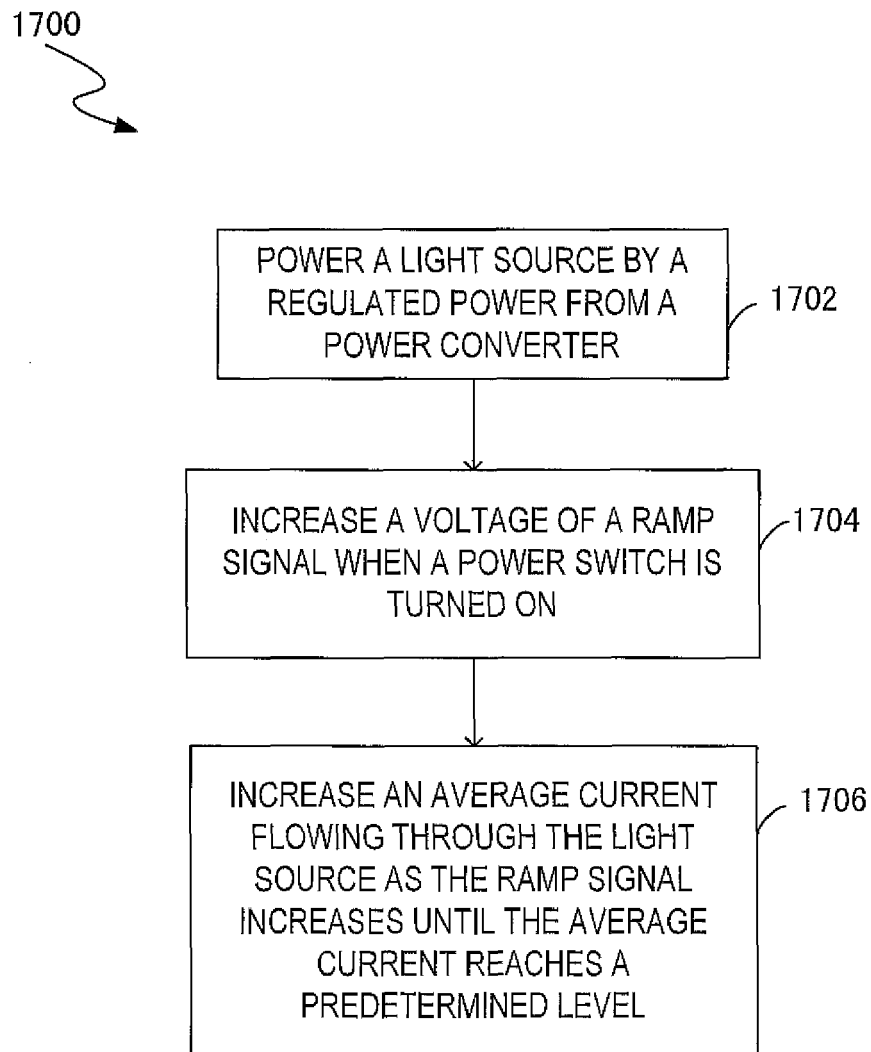 1700
POWER A LIGHT SOURCE BY A
REGULATED POWER FROM A
POWER CONVERTER
1702
INCREASE A VOLTAGE OF A RAMP
SIGNAL WHEN A POWER SWITCH IS
TURNED ON
1704
INCREASE AN AVERAGE CURRENT
FLOWING THROUGH THE LIGHT
SOURCE AS THE RAMP SIGNAL
INCREASES UNTIL THE AVERAGE
CURRENT REACHES A
PREDETERMINED LEVEL
1706